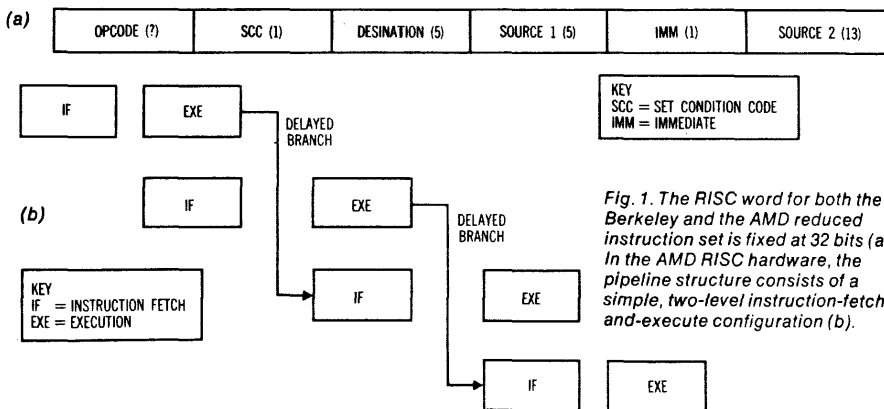 (a)
OPCODE (?) SCC (1) DESINATION (5) SOURCE 1 (5) IMM (1) SOURCE 2 (13)
IF EXE
DELAYED
BRANCH
KEY
SCC = SET CONDITION CODE
IMM = IMMEDIATE
(b)
IF EXE
DELAYED
BRANCH
Fig. 1. The RISC word for both the
Berkeley and the AMD reduced
instruction set is fixed at 32 bits (a
In the AMD RISC hardware, the
pipeline structure consists of a
simple, two-level instruction-fetch
and-execute configuration (b).
KEY
IF = INSTRUCTION FETCH
EXE = EXECUTION
IF EXE
IF EXE